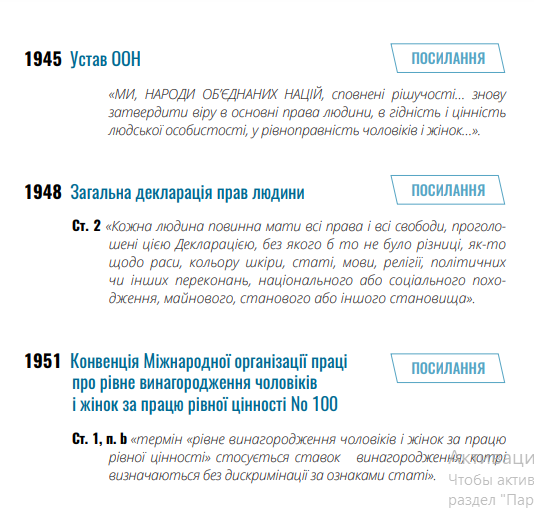 1945 Устав ООН
ПОСИЛАННЯ
«МИ, НАРОДИ ОБ'ЄДНАНИХ НАЦІЙ, сповнені рішучості... знову
затвердити віру в основні права людини, в гідність і цінність
людської особистості, у рівноправність чоловіків і жінок...».
1948 Загальна декларація прав людини
ПОСИЛАННЯ
Ст. 2 «Кожна людина повинна мати всі права і всі свободи, проголо-
шені цією Декларацією, без якого б то не було різниці, як-то
щодо раси, кольору шкіри, статі, мови, релігії, політичних
чи інших переконань, національного або соціального похо-
дження, майнового, станового або іншого становища».
1951 Конвенція Міжнародної організації праці
ПОСИЛАННЯ
про рівне винагородження чоловіків
і жінок за працю рівної цінності No 100
Ст. 1, п. b «термін «рівне винагородження чоловіків і жінок за працю
рівної цінності» стосується ставок винагородження, котрі
визначаються без дискримінації за ознаками статі».
Активаци
Чтобы актив
раздел "Пар